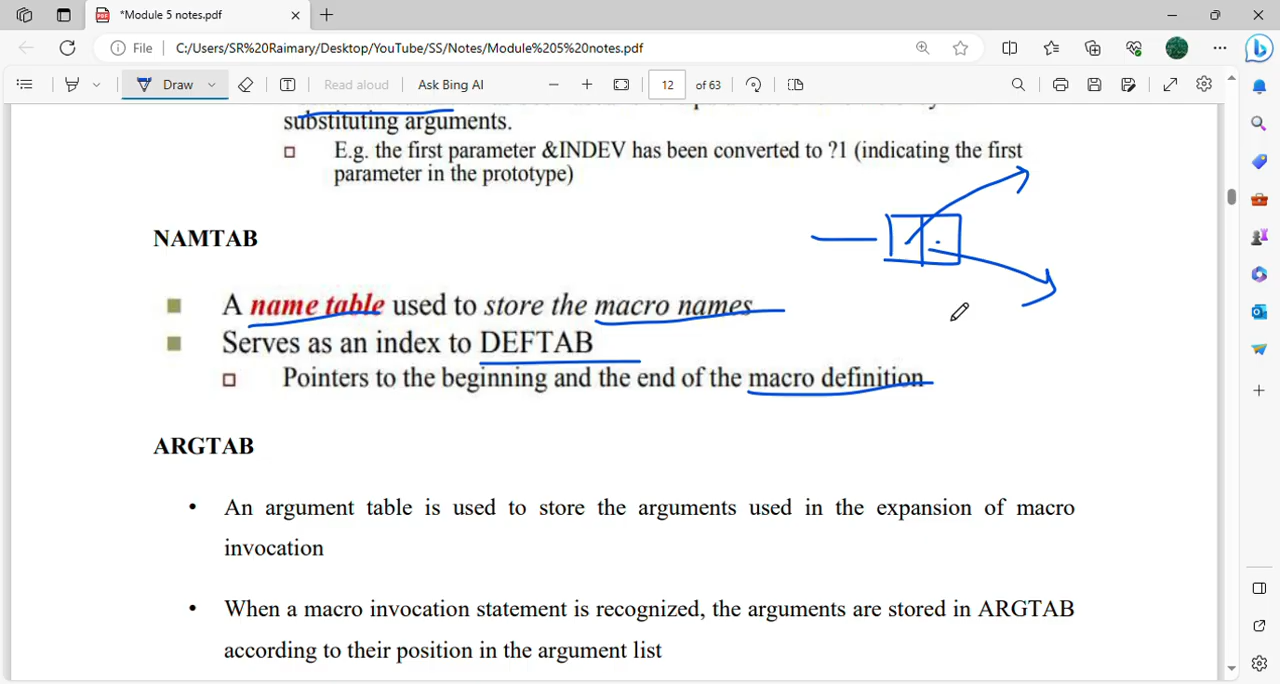 *Module 5 notes.pdf
File
C:/Users/SR%20Raimary/Desktop/YouTube/SS/Notes/Module%205%20notes.pdf
Draw
Read aloud
Ask Bing AI
12 of 63
substituting arguments.
E.g. the first parameter &INDEV has been converted to ?1 (indicating the first
parameter in the prototype)
NAMTAB
A name table used to store the macro names
Serves as an index to DEFTAB
Pointers to the beginning and the end of the macro definition
ARGTAB
• An argument table is used to store the arguments used in the expansion of macro
invocation
• When a macro invocation statement is recognized, the arguments are stored in ARGTAB
according to their position in the argument list